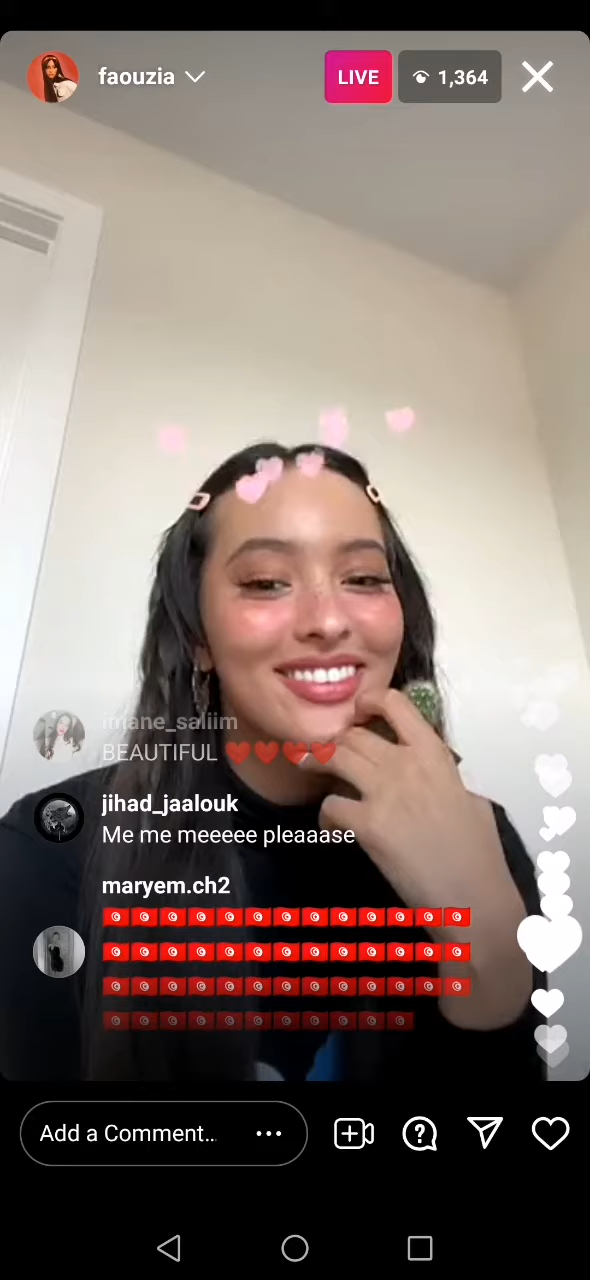 faouzia
LIVE
1,364
imane_saliim
BEAUTIFUL ❤️❤️❤️❤️
jihad_jaalouk
Me me meeeee pleaaase
maryem.ch2
🇹🇳🇹🇳🇹🇳🇹🇳🇹🇳🇹🇳🇹🇳🇹🇳🇹🇳🇹🇳🇹🇳🇹🇳🇹🇳
🇹🇳🇹🇳🇹🇳🇹🇳🇹🇳🇹🇳🇹🇳🇹🇳🇹🇳🇹🇳🇹🇳🇹🇳🇹🇳
🇹🇳🇹🇳🇹🇳🇹🇳🇹🇳🇹🇳🇹🇳🇹🇳🇹🇳🇹🇳🇹🇳🇹🇳🇹🇳
🇹🇳🇹🇳🇹🇳🇹🇳🇹🇳🇹🇳🇹🇳🇹🇳🇹🇳🇹🇳🇹🇳
Add a Comment...